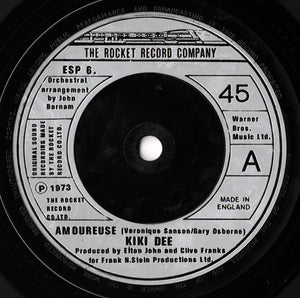 THE ROCKET RECORD COMPANY
ESP 6.
Orchestral
arrangement
by John
Barham
45
ORIGINAL SOUND
RECORDING MADE
BY THE ROCKET
RECORD CO.LTD.
Warner
Bros.
Music Ltd.
A
P 1973
MADE IN
ENGLAND
THE ROCKET
RECORD
CO.LTD.
AMOUREUSE (Veronique Sanson/Gary Osborne)
KIKI DEE
Produced by Elton John and Clive Franks
for Frank N.Stein Productions Ltd.